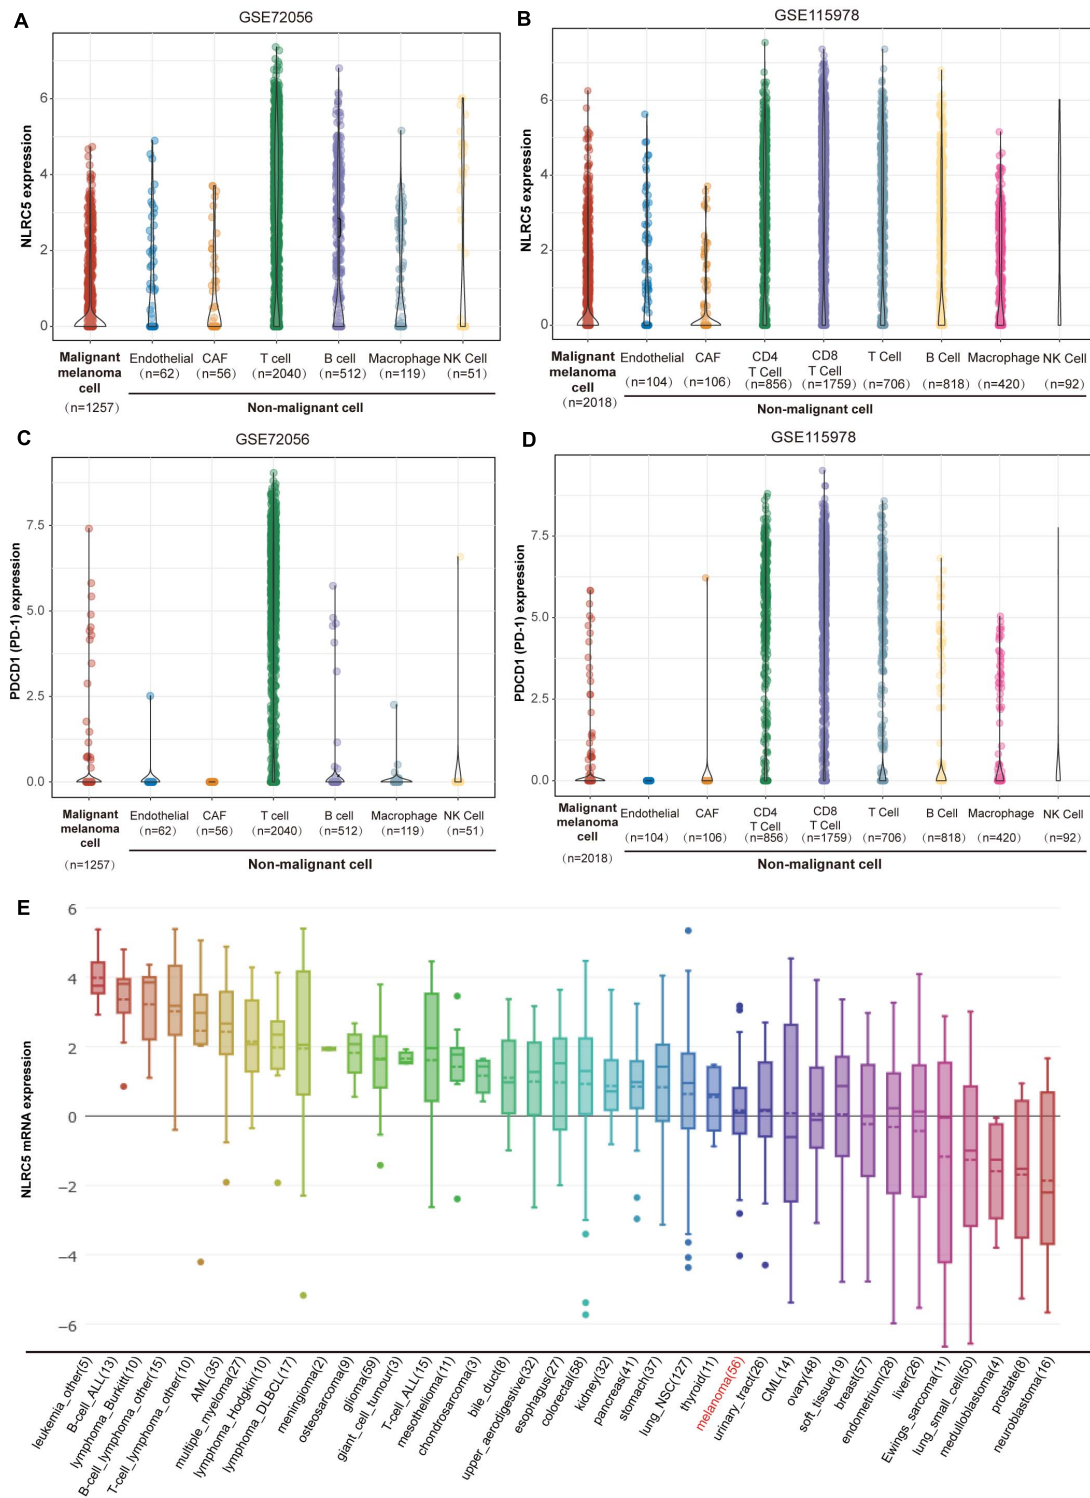 A
GSE72056
NLRC5 expression
6
4
2
0
Malignant
melanoma
cell
(n=1257)
Endothelial
(n=62)
CAF
(n=56)
T cell
(n=2040)
B cell
(n=512)
Macrophage
(n=119)
NK Cell
(n=51)
Non-malignant cell
B
GSE115978
NLRC5 expression
6
4
2
0
Malignant
melanoma
cell
(n=2018)
Endothelial
(n=104)
CAF
(n=106)
CD4
T Cell
(n=856)
CD8
T Cell
(n=1759)
T Cell
(n=706)
B Cell
(n=818)
Macrophage
(n=420)
NK Cell
(n=92)
Non-malignant cell
C
GSE72056
PDCD1 (PD-1) expression
7.5
5.0
2.5
0.0
Malignant
melanoma
cell
(n=1257)
Endothelial
(n=62)
CAF
(n=56)
T cell
(n=2040)
B cell
(n=512)
Macrophage
(n=119)
NK Cell
(n=51)
Non-malignant cell
D
GSE115978
PDCD1 (PD-1) expression
7.5
5.0
2.5
0.0
Malignant
melanoma
cell
(n=2018)
Endothelial
(n=104)
CAF
(n=106)
CD4
T Cell
(n=856)
CD8
T Cell
(n=1759)
T Cell
(n=706)
B Cell
(n=818)
Macrophage
(n=420)
NK Cell
(n=92)
Non-malignant cell
E
NLRC5 mRNA expression
6
4
2
0
−2
−4
−6
leukemia_other(5)
B-cell_ALL(13)
lymphoma_Burkitt(10)
B-cell_lymphoma_other(15)
T-cell_lymphoma_other(10)
AML(35)
multiple_myeloma(27)
lymphoma_Hodgkin(10)
lymphoma_DLBCL(17)
meningioma(2)
osteosarcoma(9)
glioma(59)
giant_cell_tumour(3)
T-cell_ALL(15)
mesothelioma(11)
chondrosarcoma(3)
bile_duct(8)
upper_aerodigestive(32)
esophagus(27)
colorectal(58)
kidney(32)
pancreas(41)
stomach(37)
lung_NSC(127)
thyroid(11)
melanoma(56)
urinary_tract(26)
CML(14)
ovary(48)
soft_tissue(19)
breast(57)
endometrium(28)
liver(26)
Ewings_sarcoma(11)
lung_small_cell(50)
medulloblastoma(4)
prostate(8)
neuroblastoma(16)